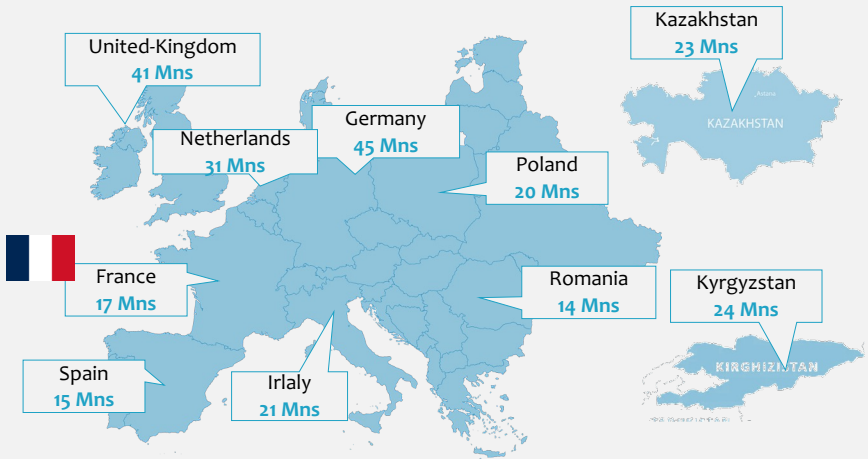 United-Kingdom
41 Mns
Kazakhstan
23 Mns
Astana
KAZAKHSTAN
Netherlands
31 Mns
Germany
45 Mns
Poland
20 Mns
France
17 Mns
Romania
14 Mns
Kyrgyzstan
24 Mns
KIRGHIZISTAN
Spain
15 Mns
Irlaly
21 Mns